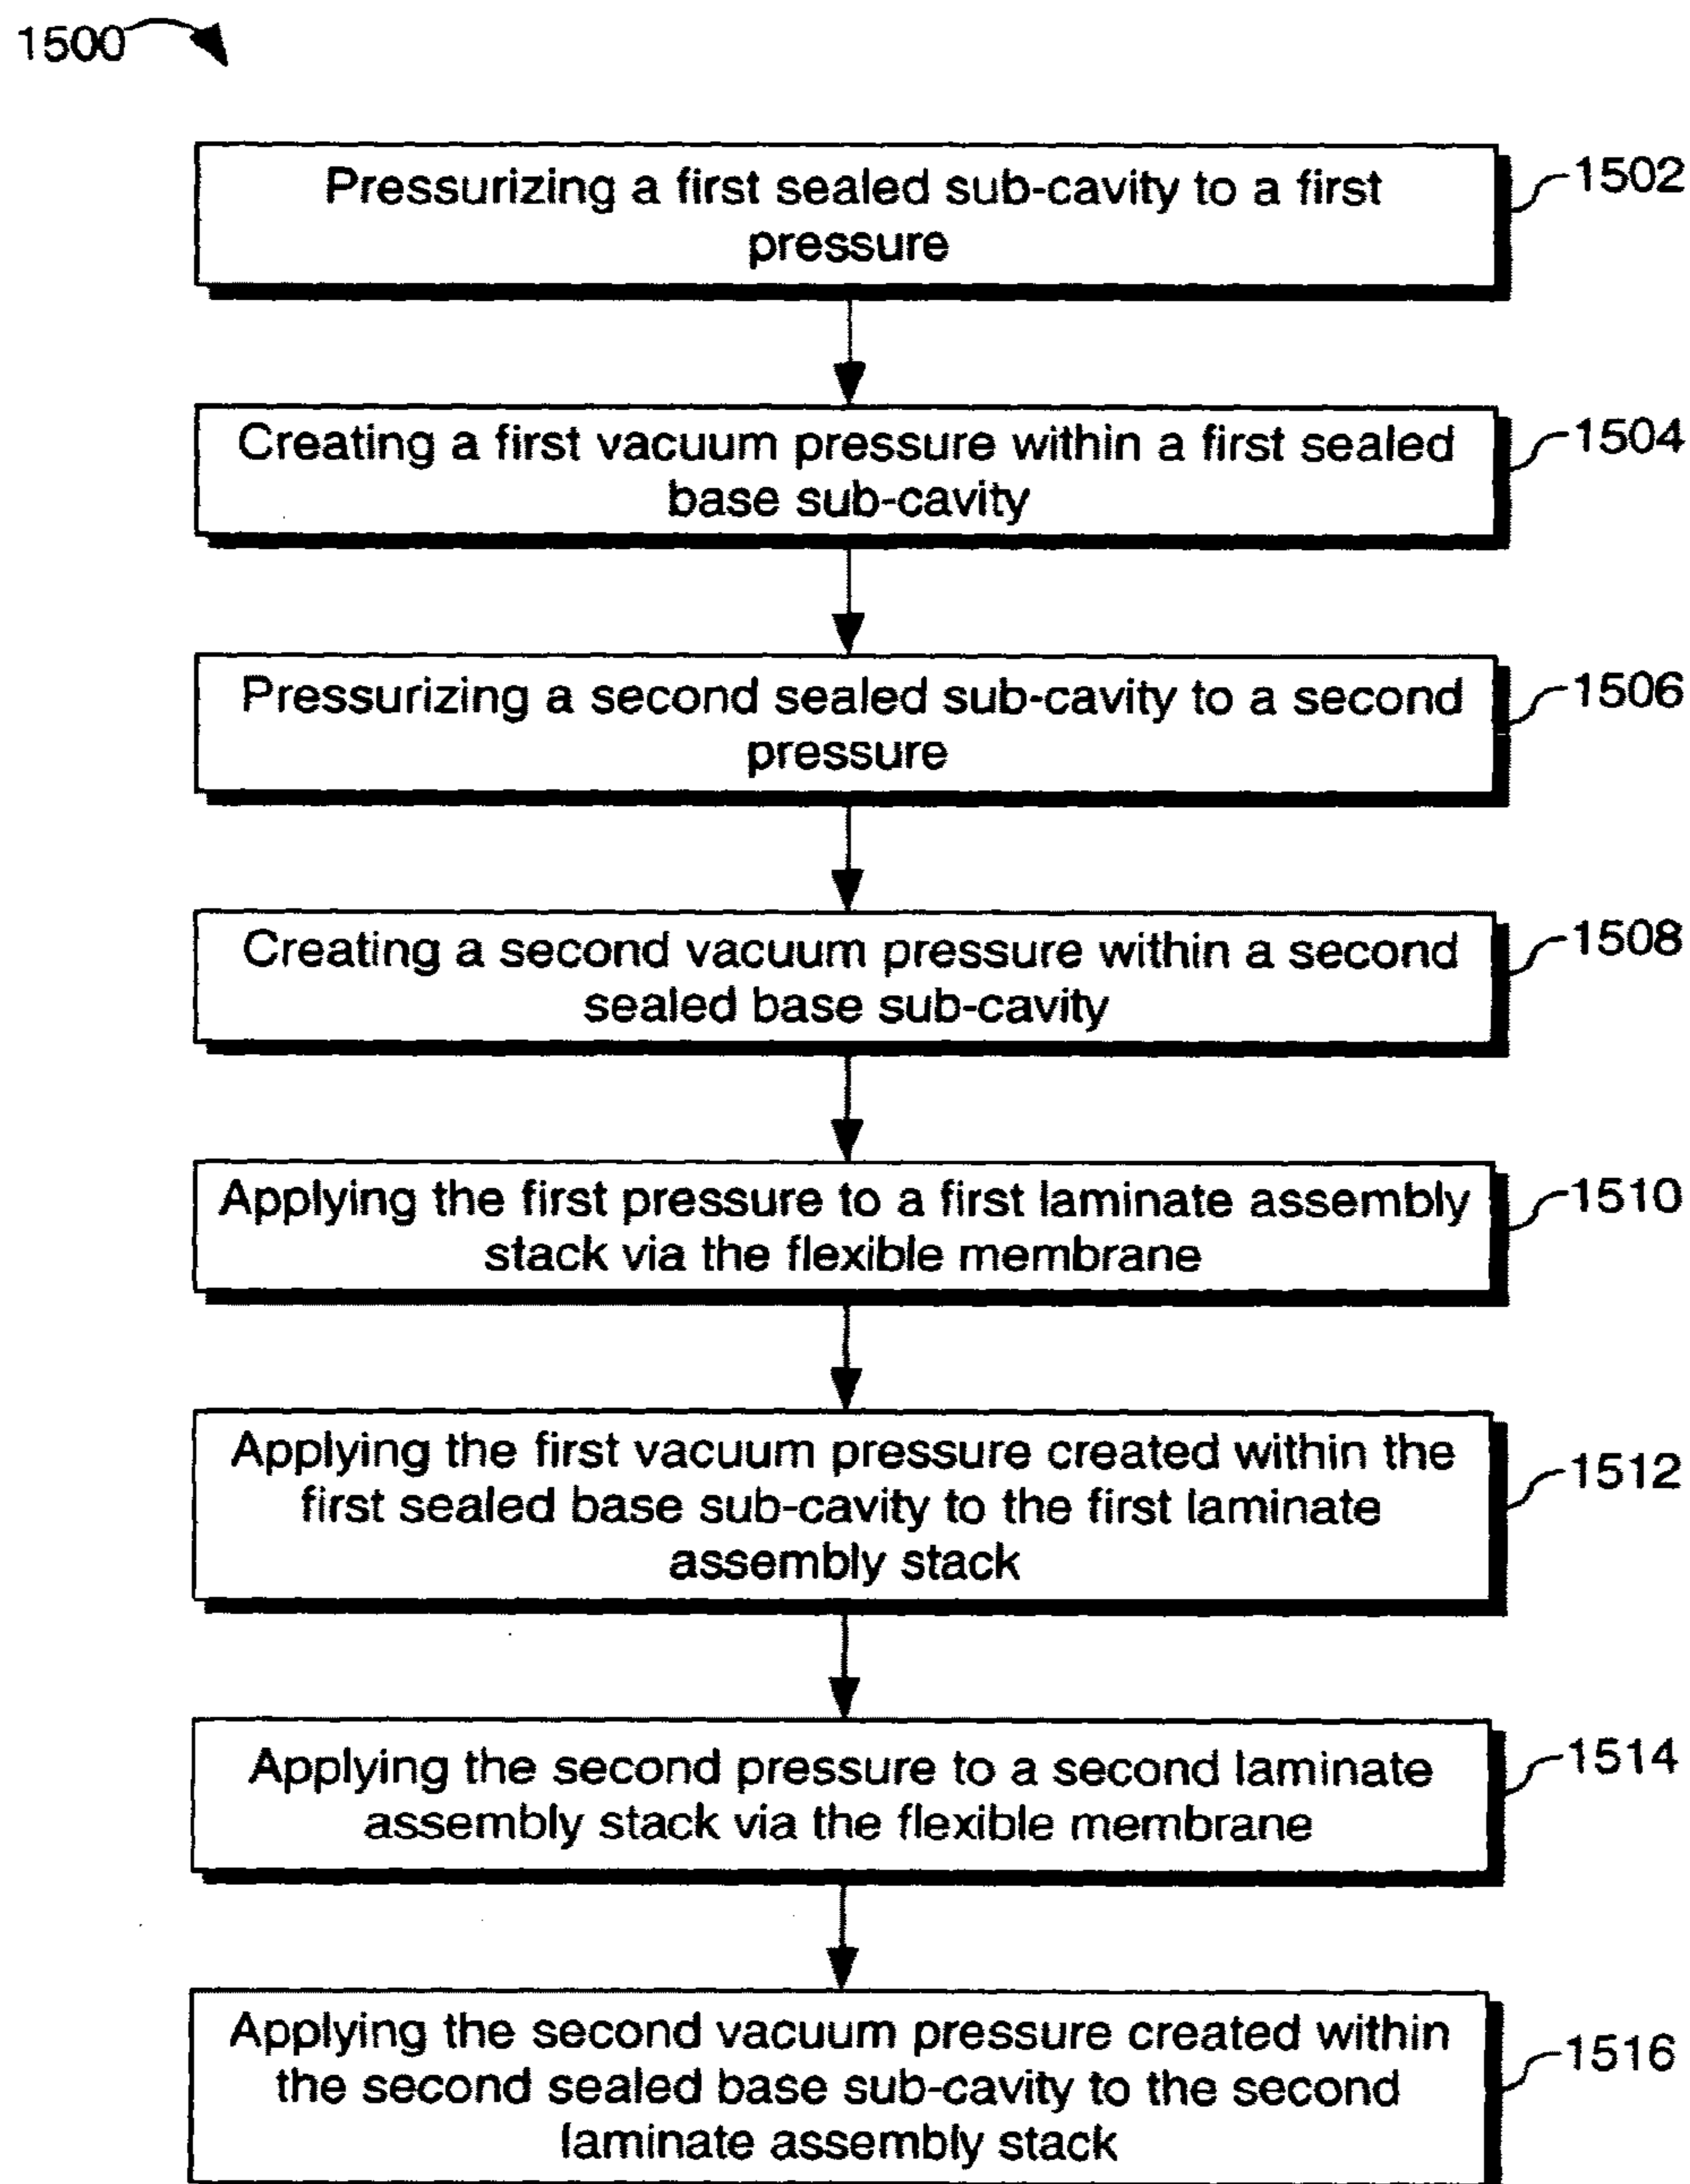 1500
Pressurizing a first sealed sub-cavity to a first
pressure
1502
Creating a first vacuum pressure within a first sealed
base sub-cavity
1504
Pressurizing a second sealed sub-cavity to a second
pressure
1506
Creating a second vacuum pressure within a second
sealed base sub-cavity
1508
Applying the first pressure to a first laminate assembly
stack via the flexible membrane
1510
Applying the first vacuum pressure created within the
first sealed base sub-cavity to the first laminate
assembly stack
1512
Applying the second pressure to a second laminate
assembly stack via the flexible membrane
1514
Applying the second vacuum pressure created within
the second sealed base sub-cavity to the second
laminate assembly stack
1516